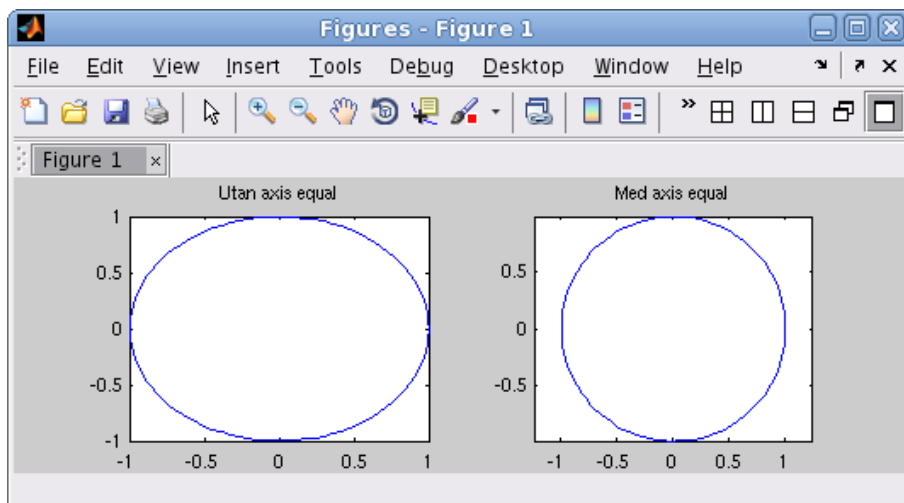 Figures - Figure 1
File Edit View Insert Tools Debug Desktop Window Help
Figure 1
Utan axis equal
1
0.5
0
-0.5
-1
-1 -0.5 0 0.5 1
Med axis equal
0.5
0
-0.5
-1 -0.5 0 0.5 1